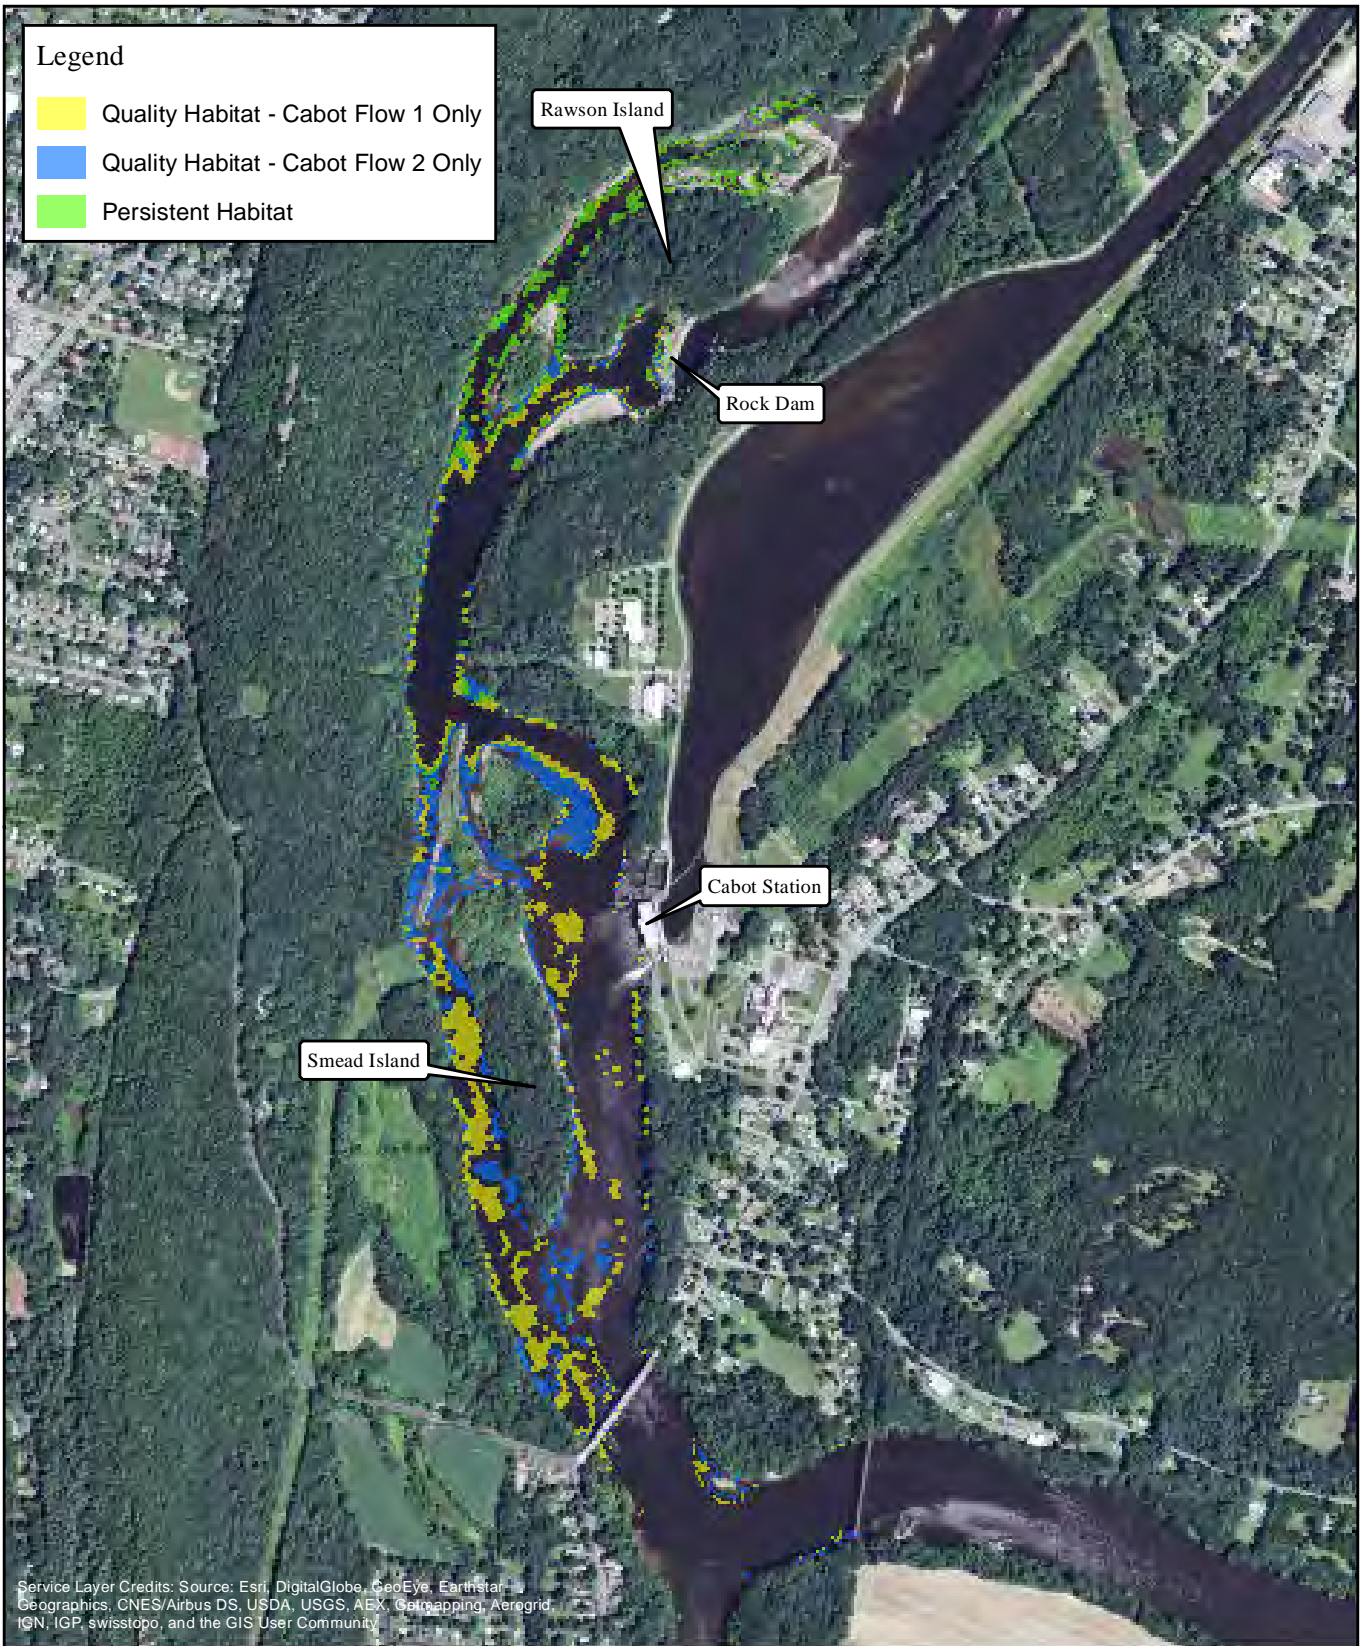 Legend
Quality Habitat - Cabot Flow 1 Only
Quality Habitat - Cabot Flow 2 Only
Persistent Habitat
Rawson Island
Rock Dam
Cabot Station
Smead Island
Service Layer Credits: Source: Esri, DigitalGlobe, GeoEye, Earthstar
Geographics, CNES/Airbus DS, USDA, USGS, AEX, Getmapping, Aerogrid,
IGN, IGP, swisstopo, and the GIS User Community